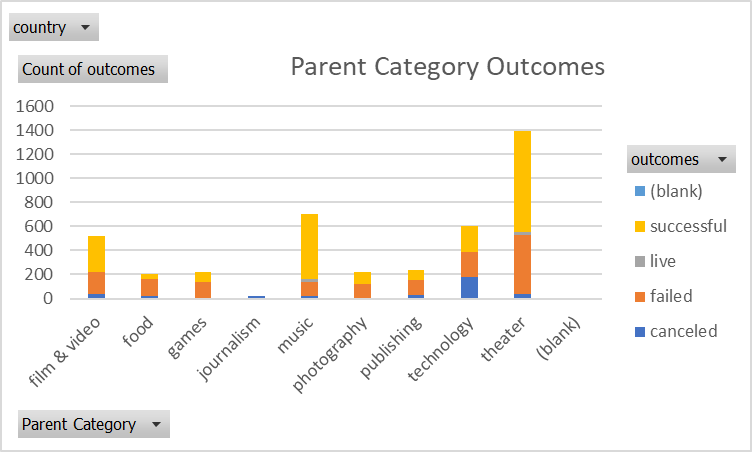 country
Count of outcomes
Parent Category Outcomes
1600
1400
1200
1000
800
600
400
200
0
film & video
food
games
journalism
music
photography
publishing
technology
theater
(blank)
outcomes
(blank)
successful
live
failed
canceled
Parent Category